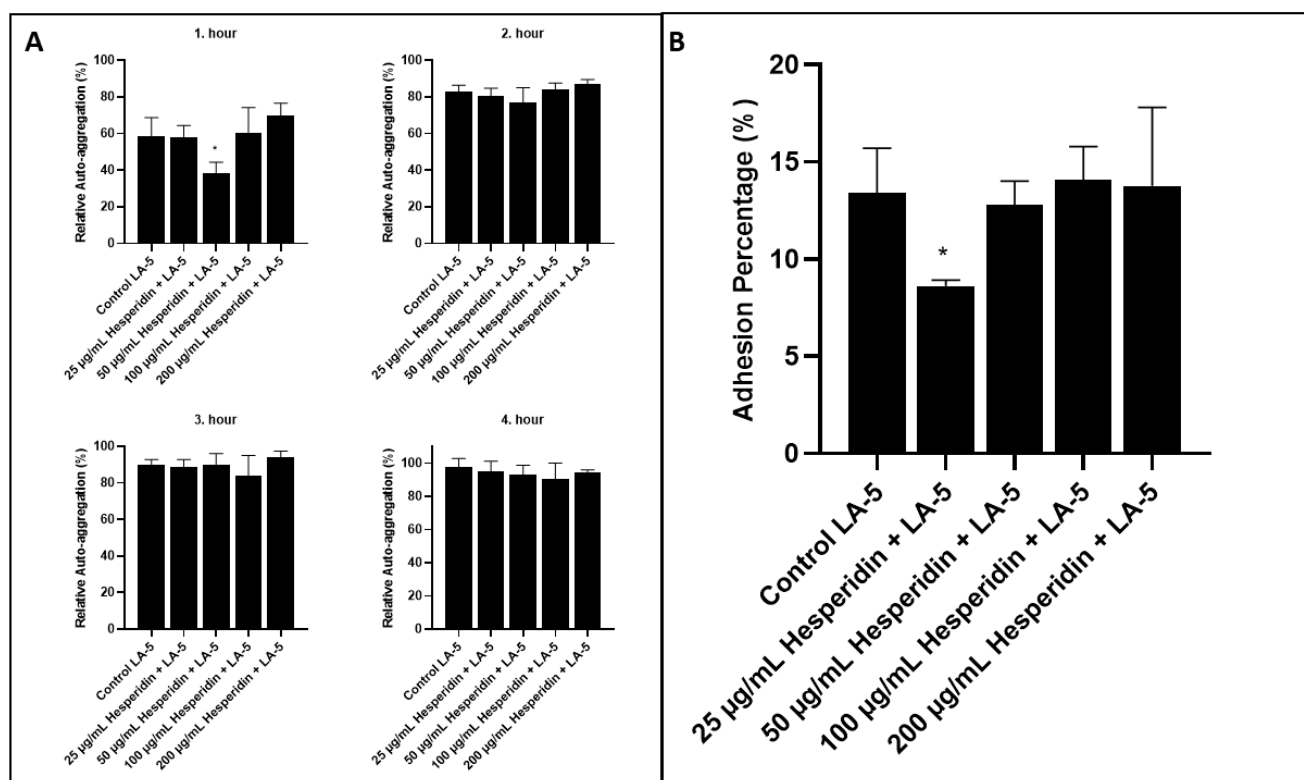 A
1. hour
Relative Auto-aggregation (%)
100
80
60
40
20
0
*
Control LA-5
25 µg/mL Hesperidin + LA-5
50 µg/mL Hesperidin + LA-5
100 µg/mL Hesperidin + LA-5
200 µg/mL Hesperidin + LA-5
2. hour
Relative Auto-aggregation (%)
100
80
60
40
20
0
Control LA-5
25 µg/mL Hesperidin + LA-5
50 µg/mL Hesperidin + LA-5
100 µg/mL Hesperidin + LA-5
200 µg/mL Hesperidin + LA-5
3. hour
Relative Auto-aggregation (%)
100
80
60
40
20
0
Control LA-5
25 µg/mL Hesperidin + LA-5
50 µg/mL Hesperidin + LA-5
100 µg/mL Hesperidin + LA-5
200 µg/mL Hesperidin + LA-5
4. hour
Relative Auto-aggregation (%)
100
80
60
40
20
0
Control LA-5
25 µg/mL Hesperidin + LA-5
50 µg/mL Hesperidin + LA-5
100 µg/mL Hesperidin + LA-5
200 µg/mL Hesperidin + LA-5
B
Adhesion Percentage (%)
20
15
10
5
0
*
Control LA-5
25 µg/mL Hesperidin + LA-5
50 µg/mL Hesperidin + LA-5
100 µg/mL Hesperidin + LA-5
200 µg/mL Hesperidin + LA-5